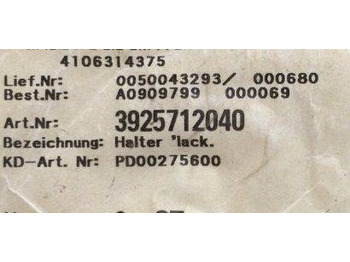 4106314375
Lief.Nr: 0050043293/ 000680
Best.Nr: A0909799 000069
Art.Nr: 3925712040
Bezeichnung: Halter 'lack.
KD-Art. Nr: PD00275600